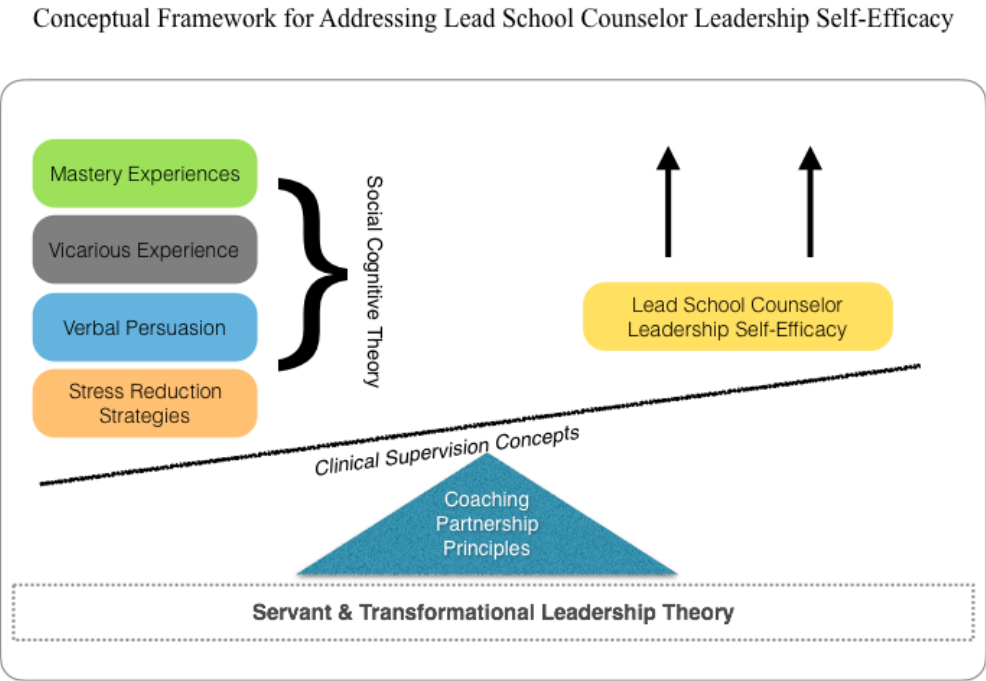 Conceptual Framework for Addressing Lead School Counselor Leadership Self-Efficacy
Mastery Experiences
Vicarious Experience
Verbal Persuasion
Stress Reduction
Strategies
Social Cognitive Theory
Lead School Counselor
Leadership Self-Efficacy
Clinical Supervision Concepts
Coaching
Partnership
Principles
Servant & Transformational Leadership Theory